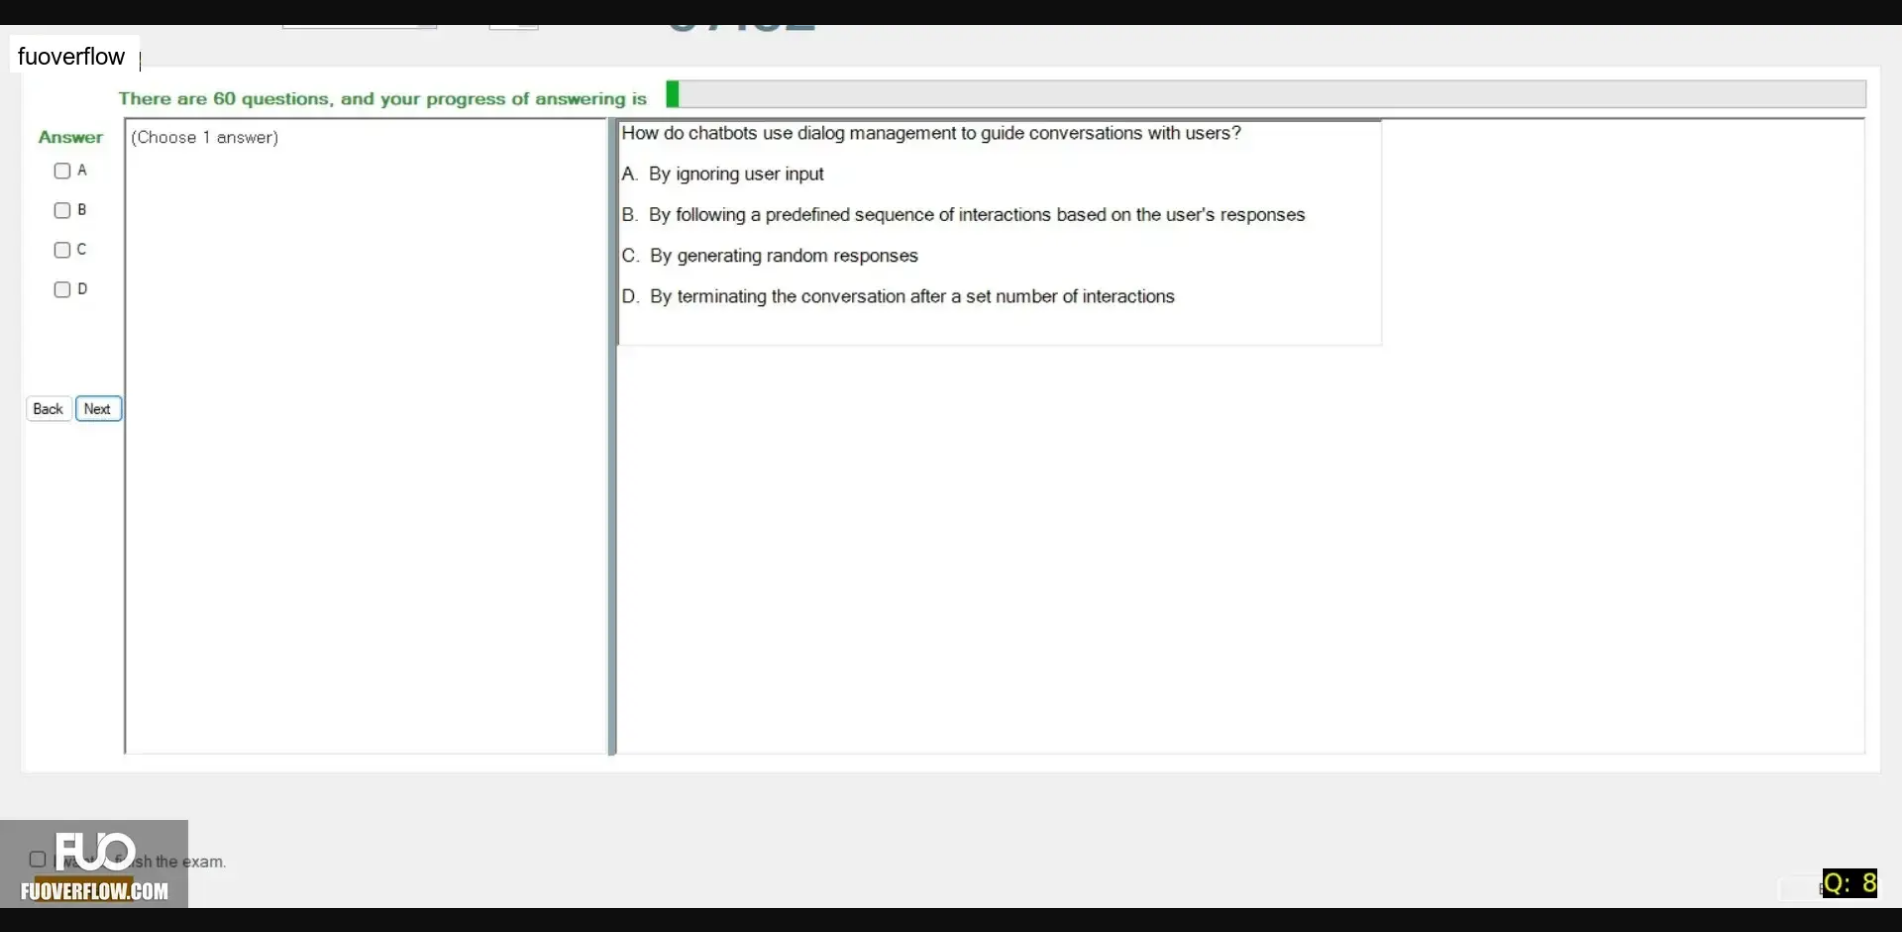 fuoverflow
There are 60 questions, and your progress of answering is
Answer
(Choose 1 answer)
A
B
C
D
Back Next
How do chatbots use dialog management to guide conversations with users?
A. By ignoring user input
B. By following a predefined sequence of interactions based on the user's responses
C. By generating random responses
D. By terminating the conversation after a set number of interactions
FUO
the exam.
FUOVERFLOW.COM
Q: 8